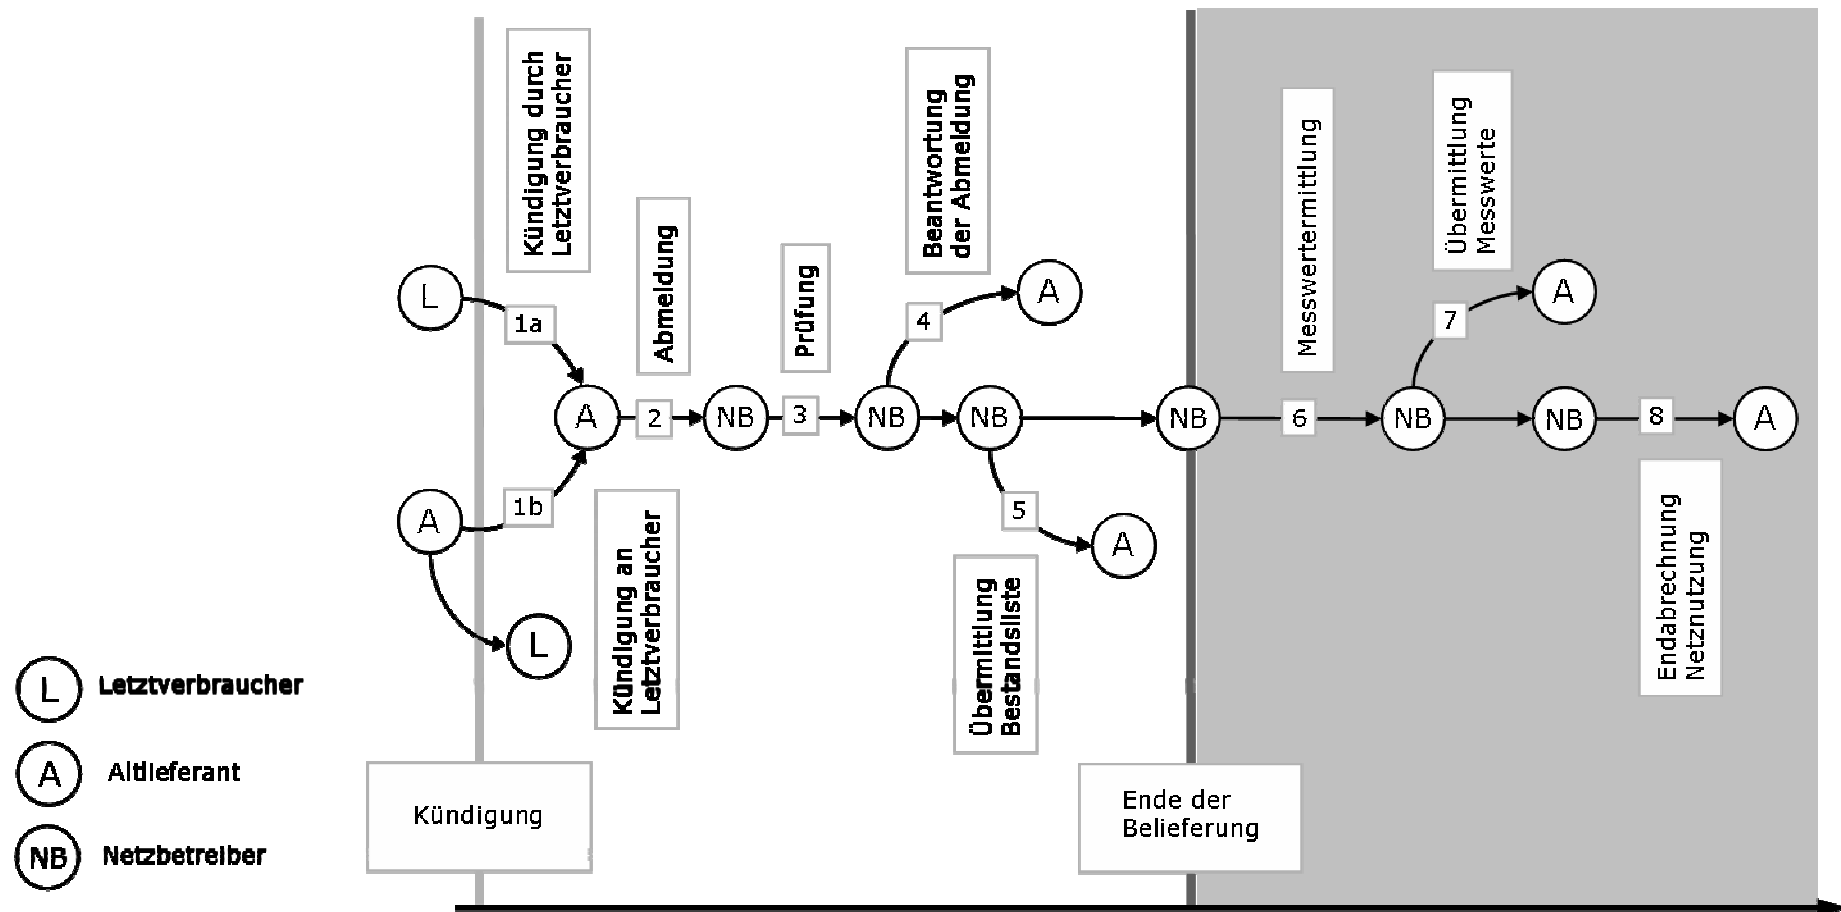 Kündigung durch
Letztverbraucher
Abmeldung
Prüfung
Beantwortung
der Abmeldung
Messwertermittlung
Übermittlung
Messwerte
L
1a
4
A
7
A
A
2
NB
3
NB
NB
NB
6
NB
NB
8
A
A
1b
5
A
L
Kündigung an
Letztverbraucher
Übermittlung
Bestandsliste
Endabrechnung
Netznutzung
L
Letztverbraucher
A
Altlieferant
NB
Netzbetreiber
Kündigung
Ende der
Belieferung